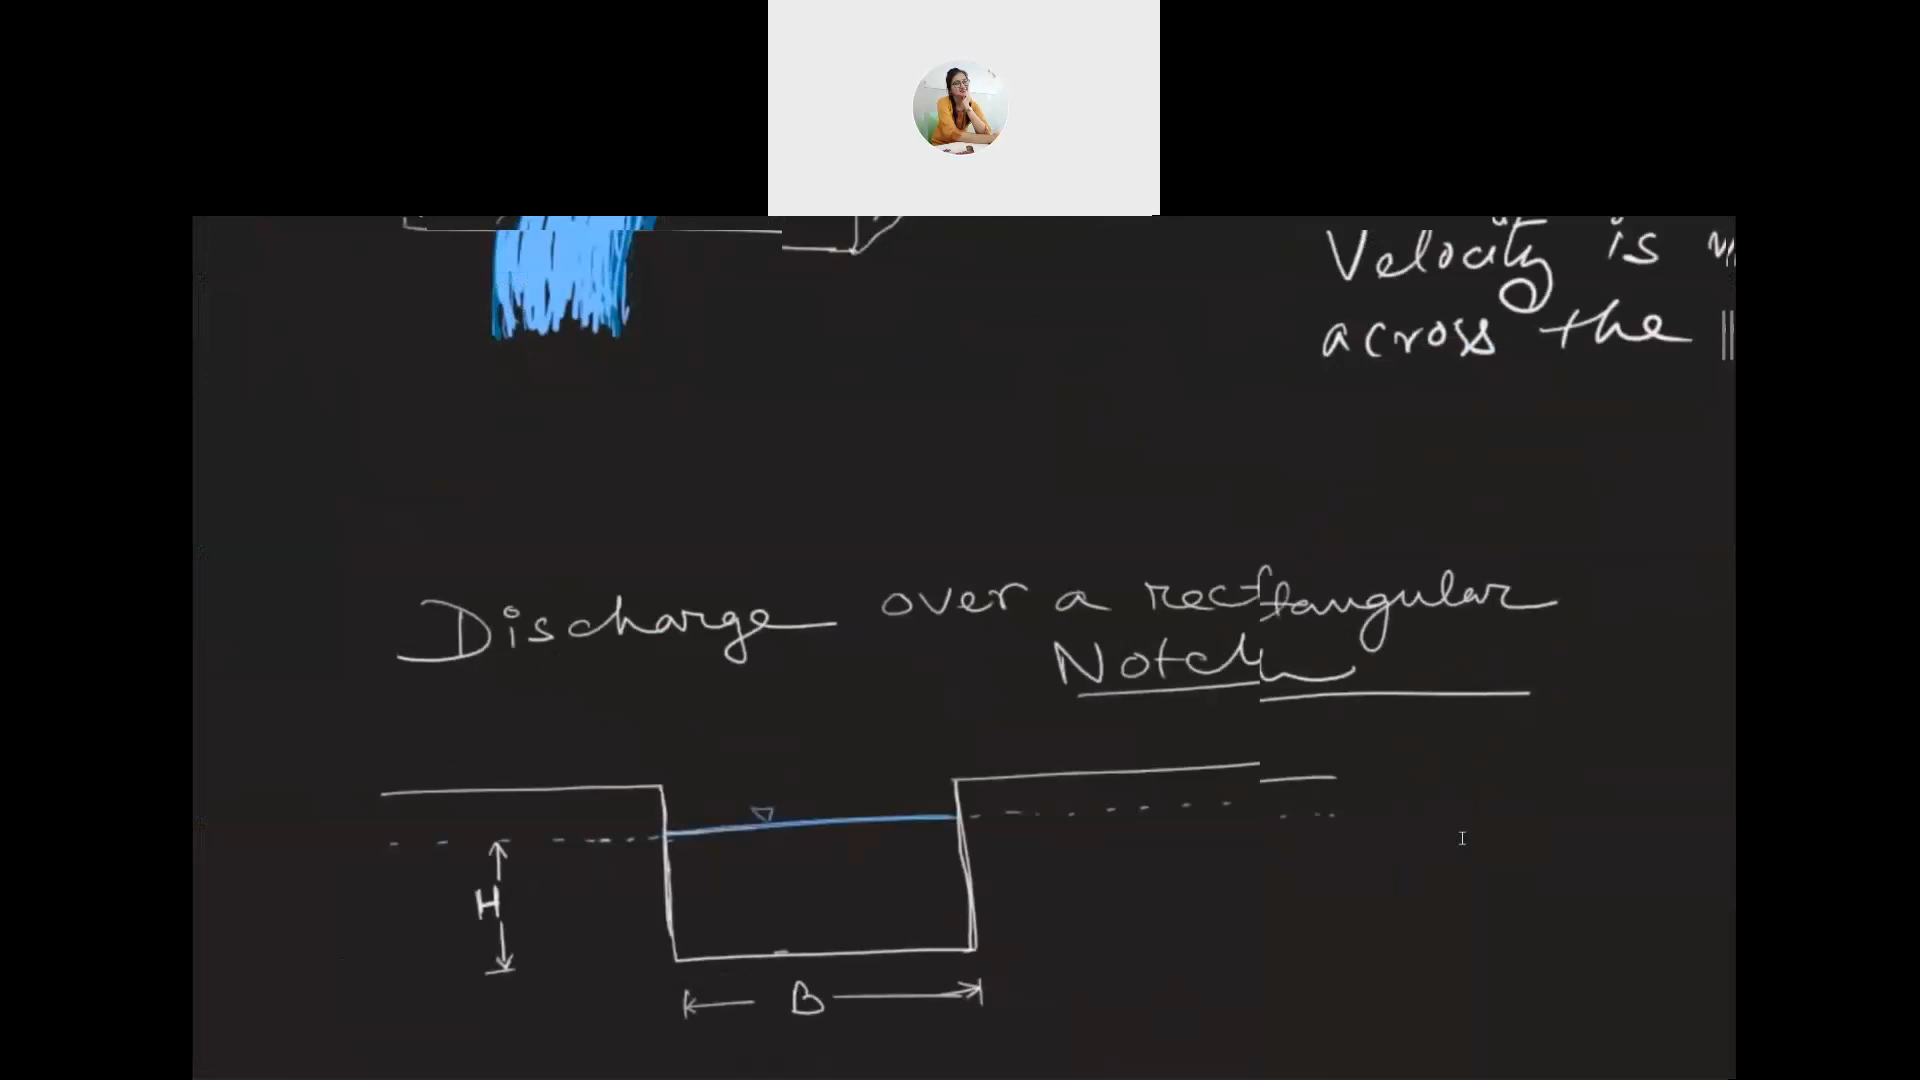 Velocity is
across the
Discharge over a rectangular
Notch
H
B